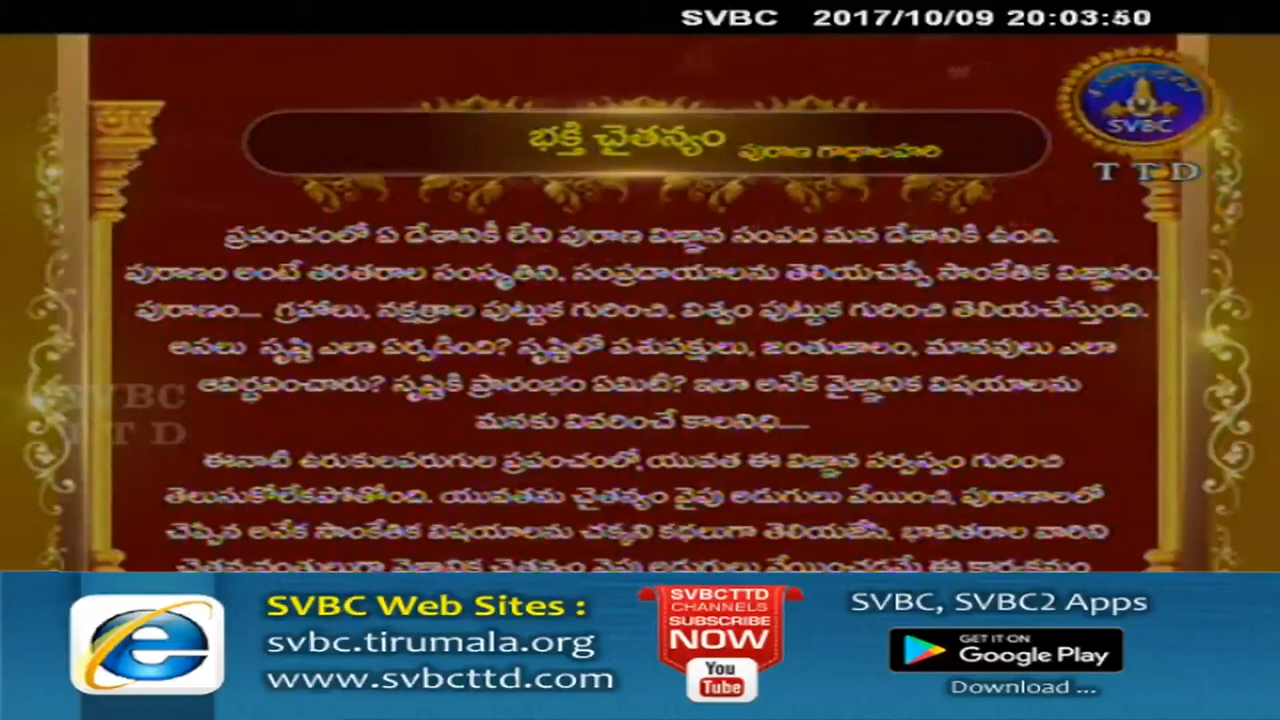 SVBC 2017/10/09 20:03:50
భక్తి చైతన్యం పురాణ గాథాలహరి
SVBC
T T D
ప్రపంచంలో ఏ దేశానికీ లేని పురాణ విజ్ఞాన సంపద మన దేశానికి ఉంది.
పురాణం అంటే తరతరాల సంస్కృతిని, సంప్రదాయాలను తెలియచెప్పే సాంకేతిక విజ్ఞానం.
పురాణం.... గ్రహాలు, నక్షత్రాల పుట్టుక గురించి, విశ్వం పుట్టుక గురించి తెలియచేస్తుంది.
అసలు సృష్టి ఎలా ఏర్పడింది? సృష్టిలో పశుపక్షులు, జంతుజాలం, మానవులు ఎలా
ఆవిర్భవించారు? సృష్టికి ప్రారంభం ఏమిటి? ఇలా అనేక వైజ్ఞానిక విషయాలను
SVBC
T T D
మనకు వివరించే కాలనిధి.....
ఈనాటి ఉరుకులపరుగుల ప్రపంచంలో, యువత ఈ విజ్ఞాన సర్వస్వం గురించి
తెలుసుకోలేకపోతోంది. యువతను చైతన్యం వైపు అడుగులు వేయించి, పురాణాలలో
చెప్పిన అనేక సాంకేతిక విషయాలను చక్కని కథలుగా తెలియజేసి, భావితరాల వారిని
SVBC Web Sites :
svbc.tirumala.org
www.svbcttd.com
SVBCTTD
CHANNELS
SUBSCRIBE
NOW
You
Tube
SVBC, SVBC2 Apps
GET IT ON
Google Play
Download ...